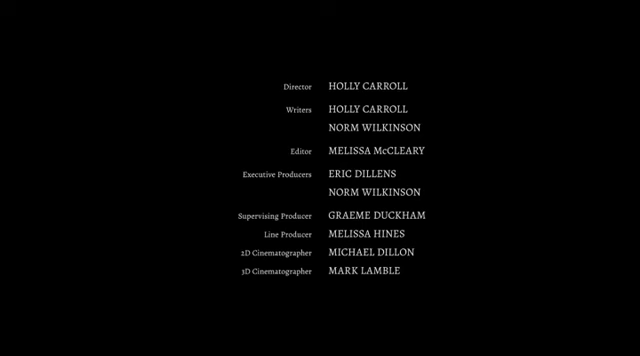 Director HOLLY CARROLL
Writers HOLLY CARROLL
NORM WILKINSON
Editor MELISSA McCLEARY
Executive Producers ERIC DILLENS
NORM WILKINSON
Supervising Producer GRAEME DUCKHAM
Line Producer MELISSA HINES
2D Cinematographer MICHAEL DILLON
3D Cinematographer MARK LAMBLE